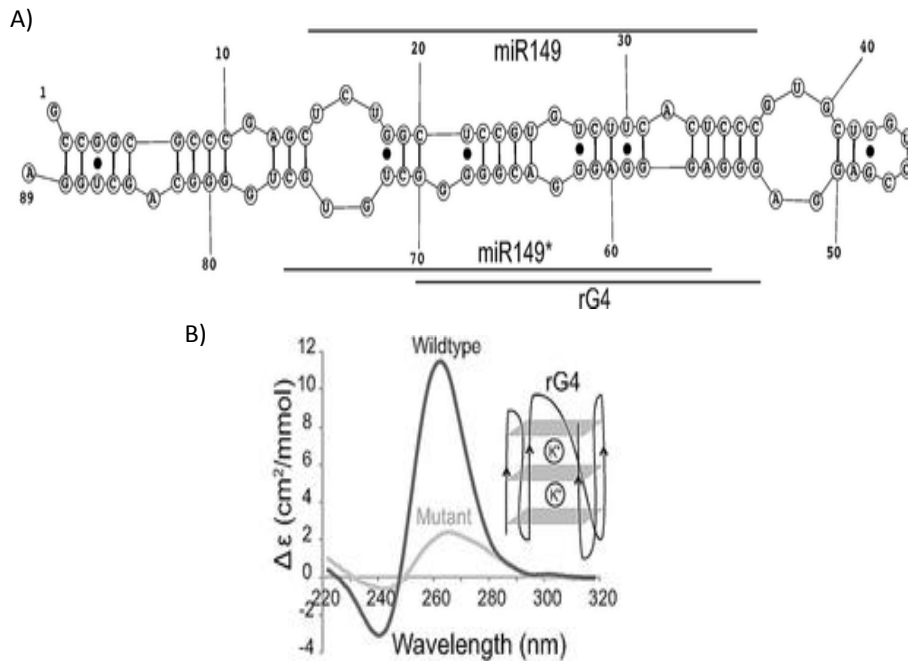 A)
miR149
1 10 20 30 40
G C C G G C G C C C G A G C U C U G G C U C C G U G U C U U C A C U C C C G U G C U U G
A G G U C G A C G G G G U C G U G U C G G G G G C A G G G A G G G A G G G A G G A G C
89 80 70 60 50
miR149*
rG4
B)
Δε (cm²/mmol)
12
10
8
6
4
2
0
-2
-4
Wildtype
Mutant
rG4
K⁺
K⁺
220 240 260 280 300 320
Wavelength (nm)